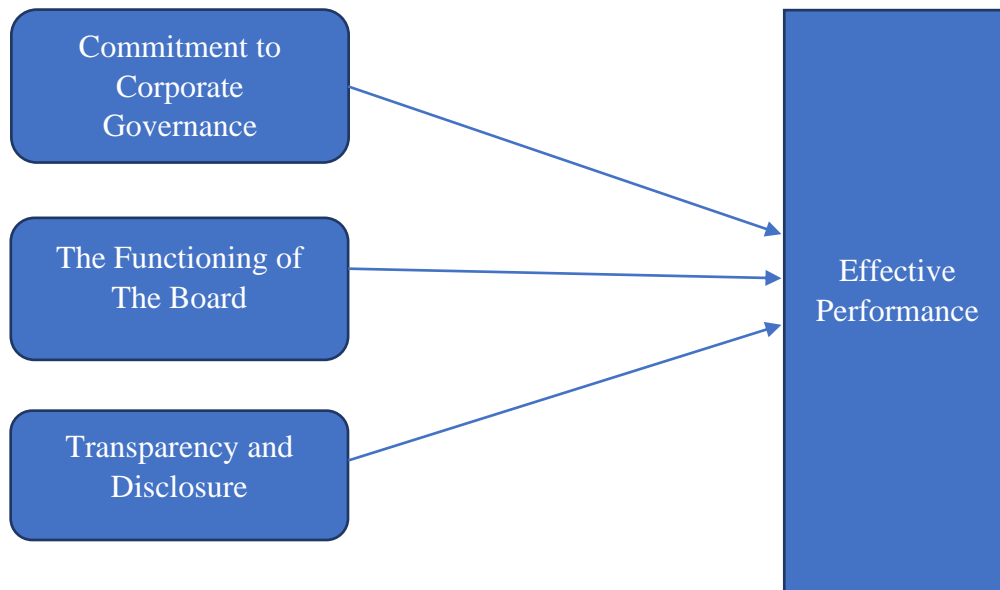 Commitment to
Corporate
Governance
The Functioning of
The Board
Transparency and
Disclosure
Effective
Performance